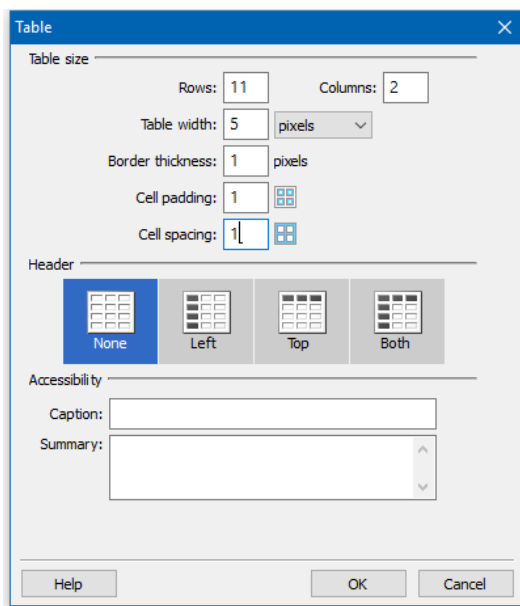 Table
Table size
Rows: 11 Columns: 2
Table width: 5 pixels
Border thickness: 1 pixels
Cell padding: 1
Cell spacing: 1
Header
None Left Top Both
Accessibility
Caption:
Summary:
Help OK Cancel